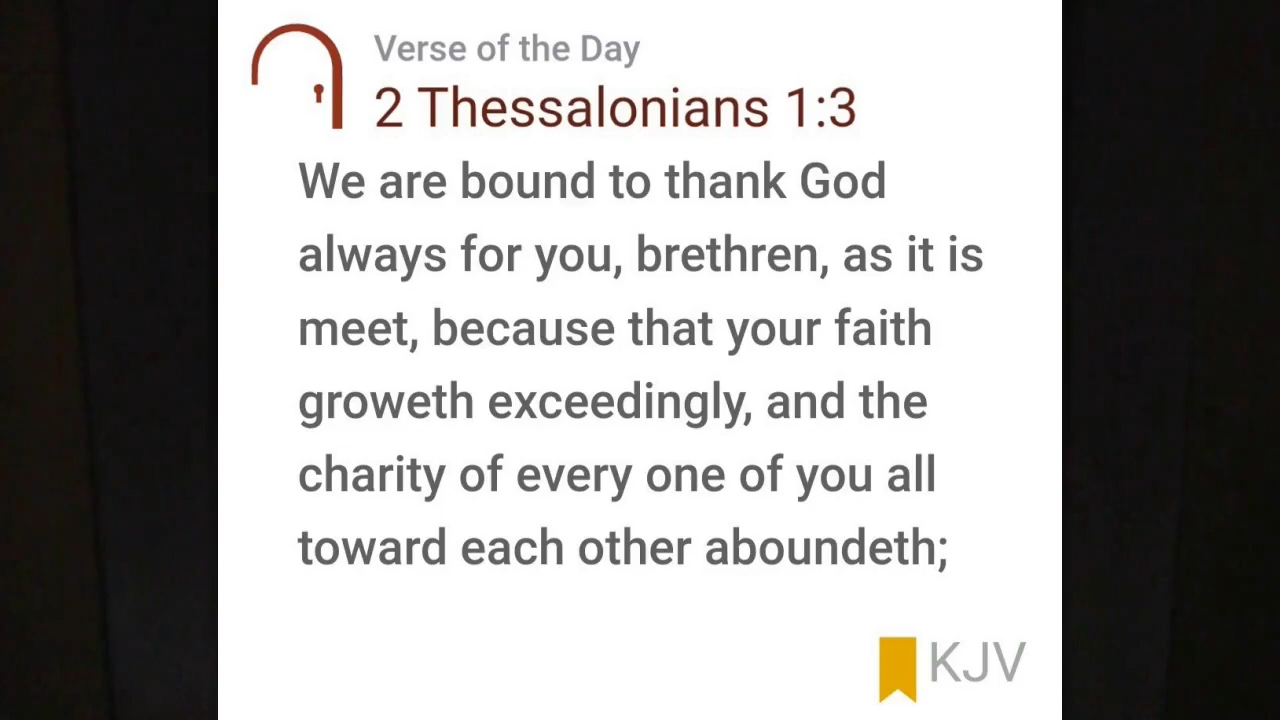 Verse of the Day
2 Thessalonians 1:3
We are bound to thank God
always for you, brethren, as it is
meet, because that your faith
groweth exceedingly, and the
charity of every one of you all
toward each other aboundeth;
KJV